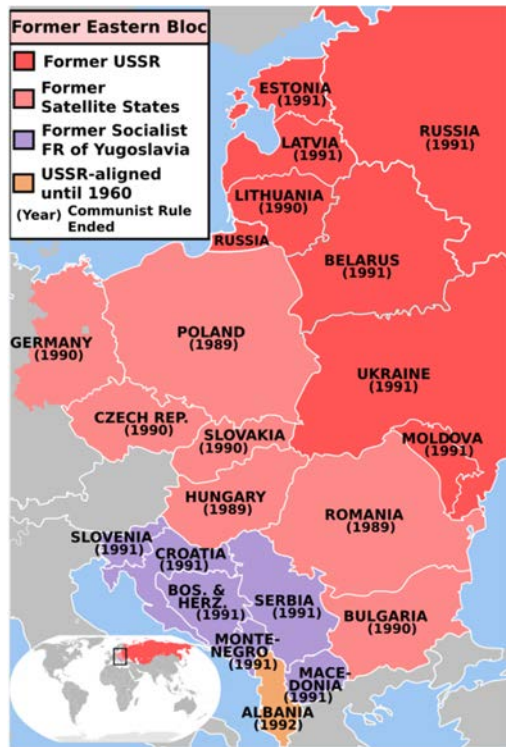 Former Eastern Bloc
Former USSR
Former
Satellite States
Former Socialist
FR of Yugoslavia
USSR-aligned
until 1960
(Year) Communist Rule
Ended
ESTONIA
(1991)
RUSSIA
(1991)
LATVIA
(1991)
LITHUANIA
(1990)
RUSSIA
BELARUS
(1991)
GERMANY
(1990)
POLAND
(1989)
UKRAINE
(1991)
CZECH REP.
(1990)
SLOVAKIA
(1990)
MOLDOVA
(1991)
HUNGARY
(1989)
ROMANIA
(1989)
SLOVENIA
(1991)
CROATIA
(1991)
BOS. &
HERZ.
(1991)
SERBIA
(1991)
BULGARIA
(1990)
MONTE-
NEGRO
(1991)
MACE-
DONIA
(1991)
ALBANIA
(1992)